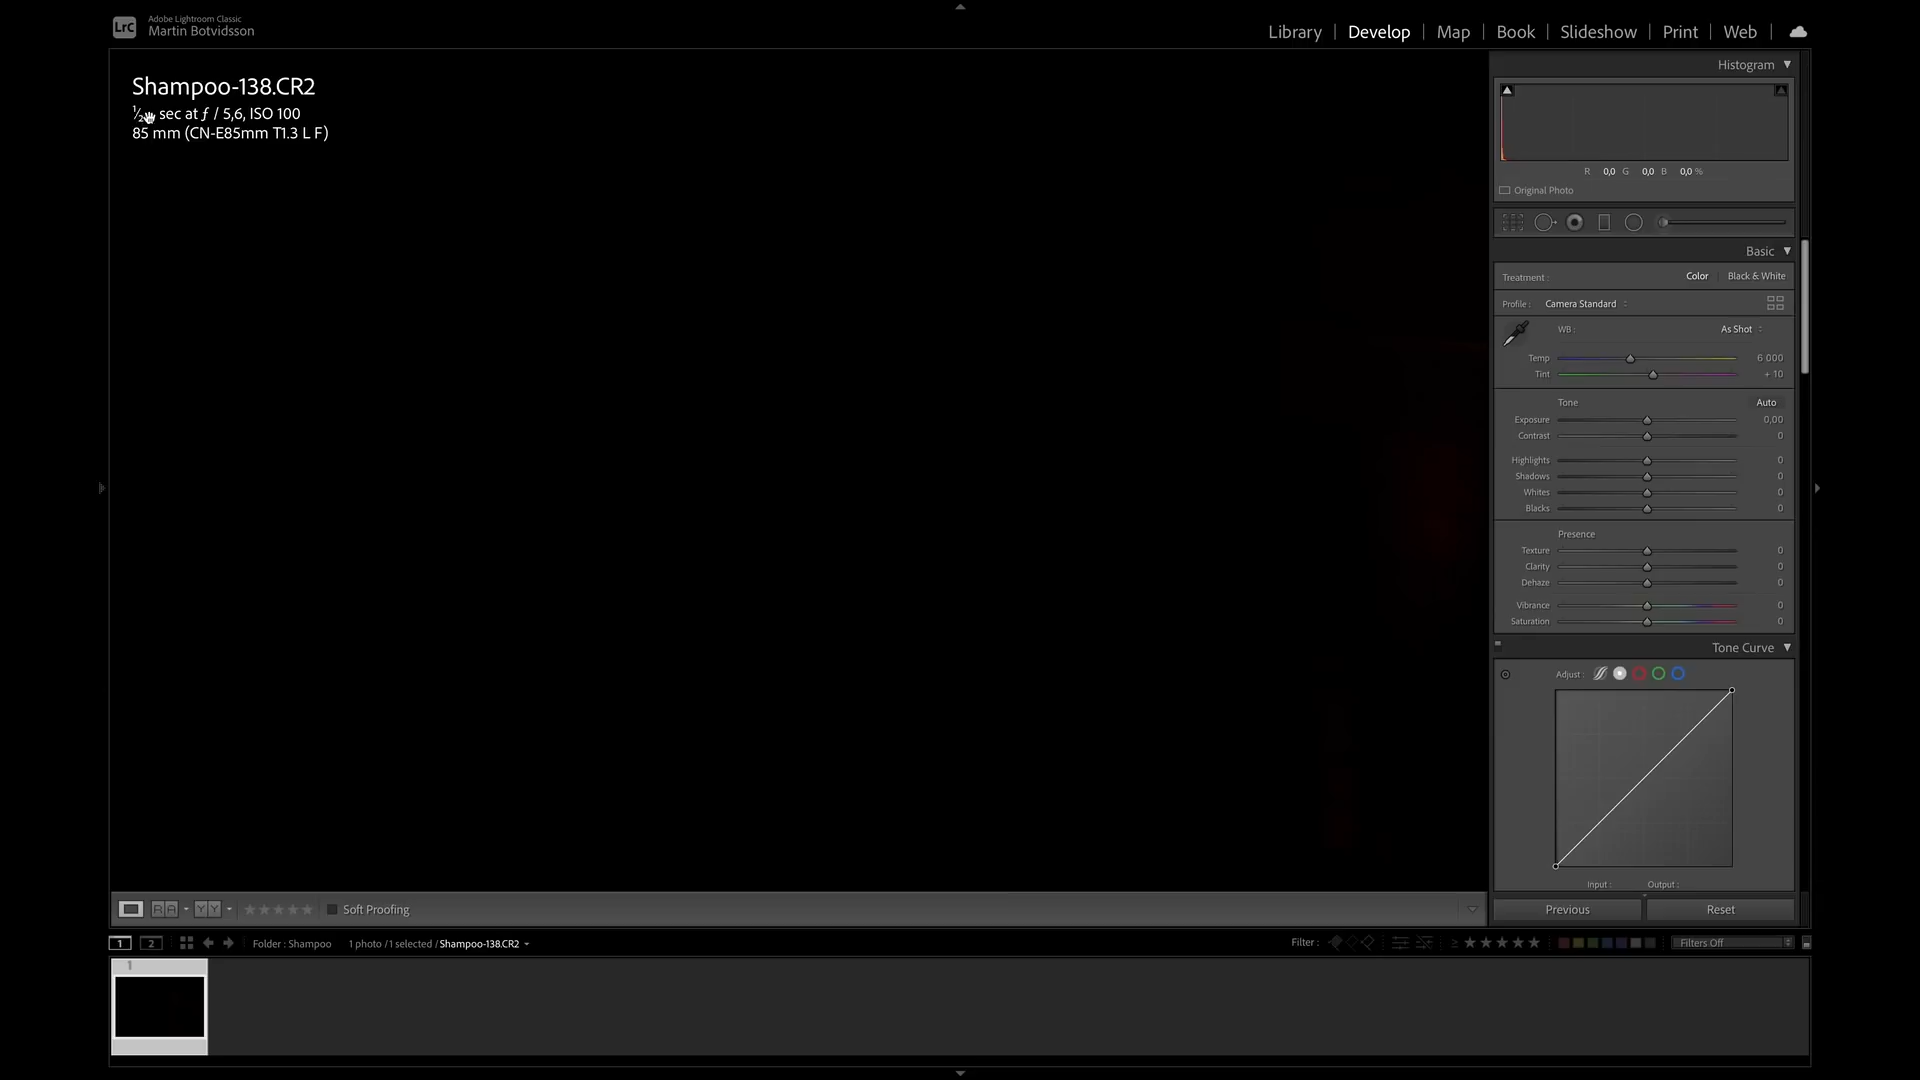 LrC
Adobe Lightroom Classic
Martin Botvidsson
Library
Develop
Map
Book
Slideshow
Print
Web
Shampoo-138.CR2
sec at ƒ / 5,6, ISO 100
85 mm (CN-E85mm T1.3 L F)
Histogram
R 0,0 G 0,0 B 0,0 %
Original Photo
Basic
Treatment : Color Black & White
Profile : Camera Standard
WB : As Shot
Temp 6 000
Tint + 10
Tone Auto
Exposure 0,00
Contrast 0
Highlights 0
Shadows 0
Whites 0
Blacks 0
Presence
Texture 0
Clarity 0
Dehaze 0
Vibrance 0
Saturation 0
Tone Curve
Adjust :
Input : Output :
Previous Reset
R A Y Y Soft Proofing
1 2 Folder : Shampoo 1 photo /1 selected /Shampoo-138.CR2
Filter : ≥ Filters Off
1